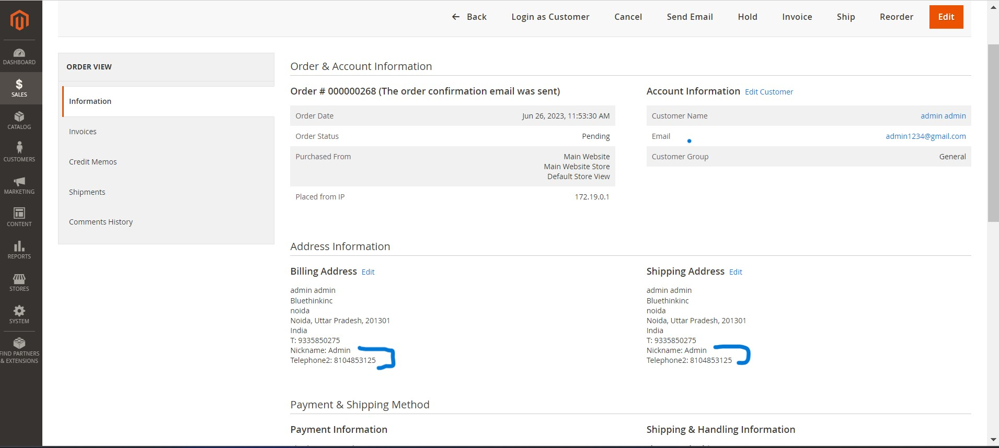 ← Back
Login as Customer
Cancel
Send Email
Hold
Invoice
Ship
Reorder
Edit
DASHBOARD
$
SALES
CATALOG
CUSTOMERS
MARKETING
CONTENT
REPORTS
STORES
SYSTEM
FIND PARTNERS
& EXTENSIONS
ORDER VIEW
Information
Invoices
Credit Memos
Shipments
Comments History
Order & Account Information
Order # 000000268 (The order confirmation email was sent)
Order Date Jun 26, 2023, 11:53:30 AM
Order Status Pending
Purchased From Main Website
Main Website Store
Default Store View
Placed from IP 172.19.0.1
Account Information Edit Customer
Customer Name admin admin
Email admin1234@gmail.com
Customer Group General
Address Information
Billing Address Edit
admin admin
Bluethinkinc
noida
Noida, Uttar Pradesh, 201301
India
T: 9335850275
Nickname: Admin
Telephone2: 8104853125
Shipping Address Edit
admin admin
Bluethinkinc
noida
Noida, Uttar Pradesh, 201301
India
T: 9335850275
Nickname: Admin
Telephone2: 8104853125
Payment & Shipping Method
Payment Information
Shipping & Handling Information